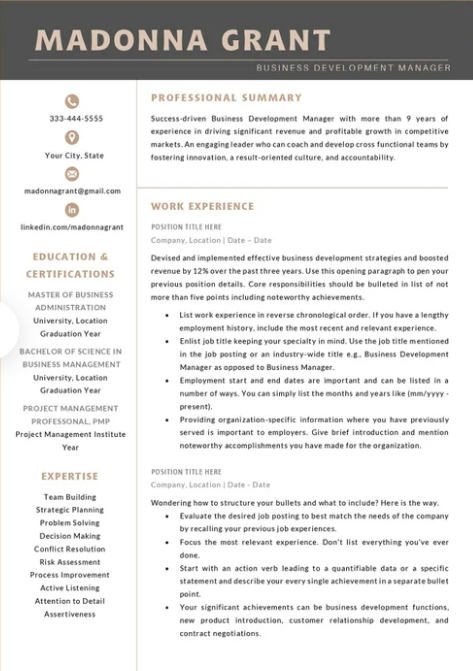 MADONNA GRANT
BUSINESS DEVELOPMENT MANAGER
333-444-5555
Your City, State
madonnagrant@gmail.com
in
linkedin.com/madonnagrant
EDUCATION &
CERTIFICATIONS
MASTER OF BUSINESS
ADMINISTRATION
University, Location
Graduation Year
BACHELOR OF SCIENCE IN
BUSINESS MANAGEMENT
University, Location
Graduation Year
PROJECT MANAGEMENT
PROFESSONAL, PMP
Project Management Institute
Year
EXPERTISE
Team Building
Strategic Planning
Problem Solving
Decision Making
Conflict Resolution
Risk Assessment
Process Improvement
Active Listening
Attention to Detail
Assertiveness
PROFESSIONAL SUMMARY
Success-driven Business Development Manager with more than 9 years of
experience in driving significant revenue and profitable growth in competitive
markets. An engaging leader who can coach and develop cross functional teams by
fostering innovation, a result-oriented culture, and accountability.
WORK EXPERIENCE
POSITION TITLE HERE
Company, Location | Date – Date
Devised and implemented effective business development strategies and boosted
revenue by 12% over the past three years. Use this opening paragraph to pen your
previous position details. Core responsibilities should be bulleted in list of not
more than five points including noteworthy achievements.
• List work experience in reverse chronological order. If you have a lengthy
employment history, include the most recent and relevant experience.
• Enlist job title keeping your specialty in mind. Use the job title mentioned
in the job posting or an industry-wide title e.g., Business Development
Manager as opposed to Business Manager.
• Employment start and end dates are important and can be listed in a
number of ways. You can simply list the months and years like (mm/yyyy -
present).
• Providing organization-specific information where you have previously
served is important to employers. Give brief introduction and mention
noteworthy accomplishments you have made for the organization.
POSITION TITLE HERE
Company, Location | Date - Date
Wondering how to structure your bullets and what to include? Here is the way.
• Evaluate the desired job posting to best match the needs of the company
by recalling your previous job experiences.
• Focus the most relevant experience. Don't list everything you've ever
done.
• Start with an action verb leading to a quantifiable data or a specific
statement and describe your every single achievement in a separate bullet
point.
• Your significant achievements can be business development functions,
new product introduction, customer relationship development, and
contract negotiations.